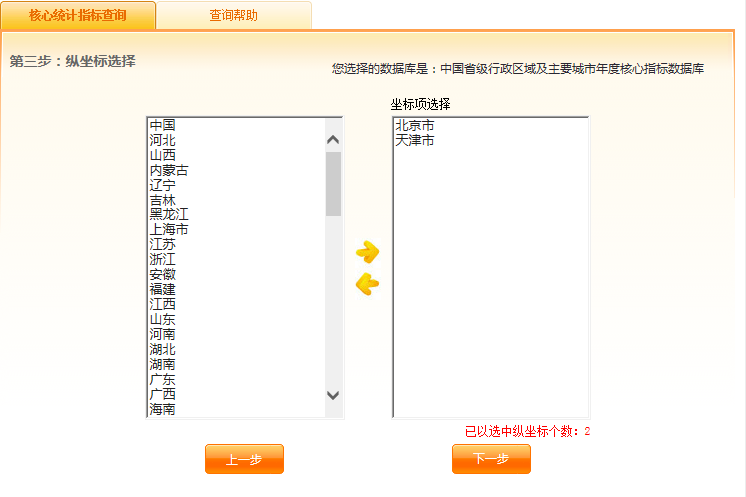 核心统计指标查询
查询帮助
第三步：纵坐标选择
您选择的数据库是：中国省级行政区域及主要城市年度核心指标数据库
坐标项选择
中国
河北
山西
内蒙古
辽宁
吉林
黑龙江
上海市
江苏
浙江
安徽
福建
江西
山东
河南
湖北
湖南
广东
广西
海南
北京市
天津市
已以选中纵坐标个数：2
上一步
下一步